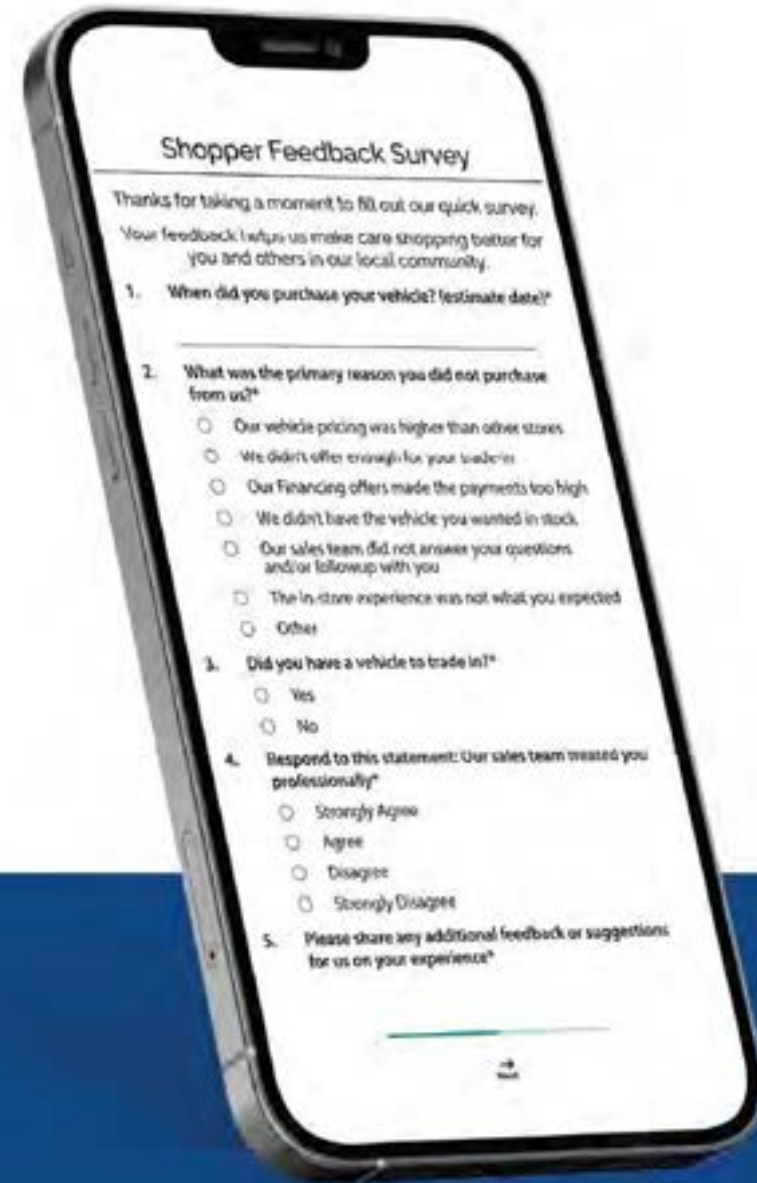 Shopper Feedback Survey
Thanks for taking a moment to fill out our quick survey.
Your feedback helps us make care shopping better for
you and others in our local community.
1. When did you purchase your vehicle? (estimate date)*
2. What was the primary reason you did not purchase
from us?*
Our vehicle pricing was higher than other stores
We didn't offer enough for your trade-in
Our Financing offers made the payments too high
We didn't have the vehicle you wanted in stock
Our sales team did not answer your questions
and/or followup with you
The in-store experience was not what you expected
Other
3. Did you have a vehicle to trade in?*
Yes
No
4. Respond to this statement: Our sales team treated you
professionally*
Strongly Agree
Agree
Disagree
Strongly Disagree
5. Please share any additional feedback or suggestions
for us on your experience*
Next